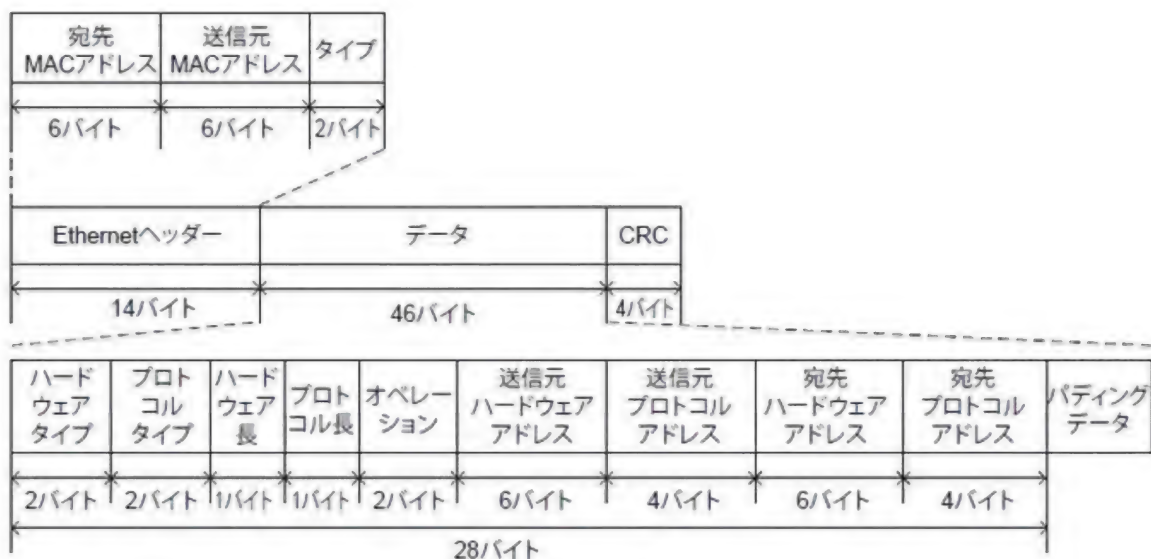 宛先
MACアドレス
送信元
MACアドレス
タイプ
6バイト
6バイト
2バイト
Ethernetヘッダー
データ
CRC
14バイト
46バイト
4バイト
ハード
ウェア
タイプ
プロト
コル
タイプ
ハード
ウェア
長
プロト
コル長
オペレー
ション
送信元
ハードウェア
アドレス
送信元
プロトコル
アドレス
宛先
ハードウェア
アドレス
宛先
プロトコル
アドレス
パディング
データ
2バイト
2バイト
1バイト
1バイト
2バイト
6バイト
4バイト
6バイト
4バイト
28バイト